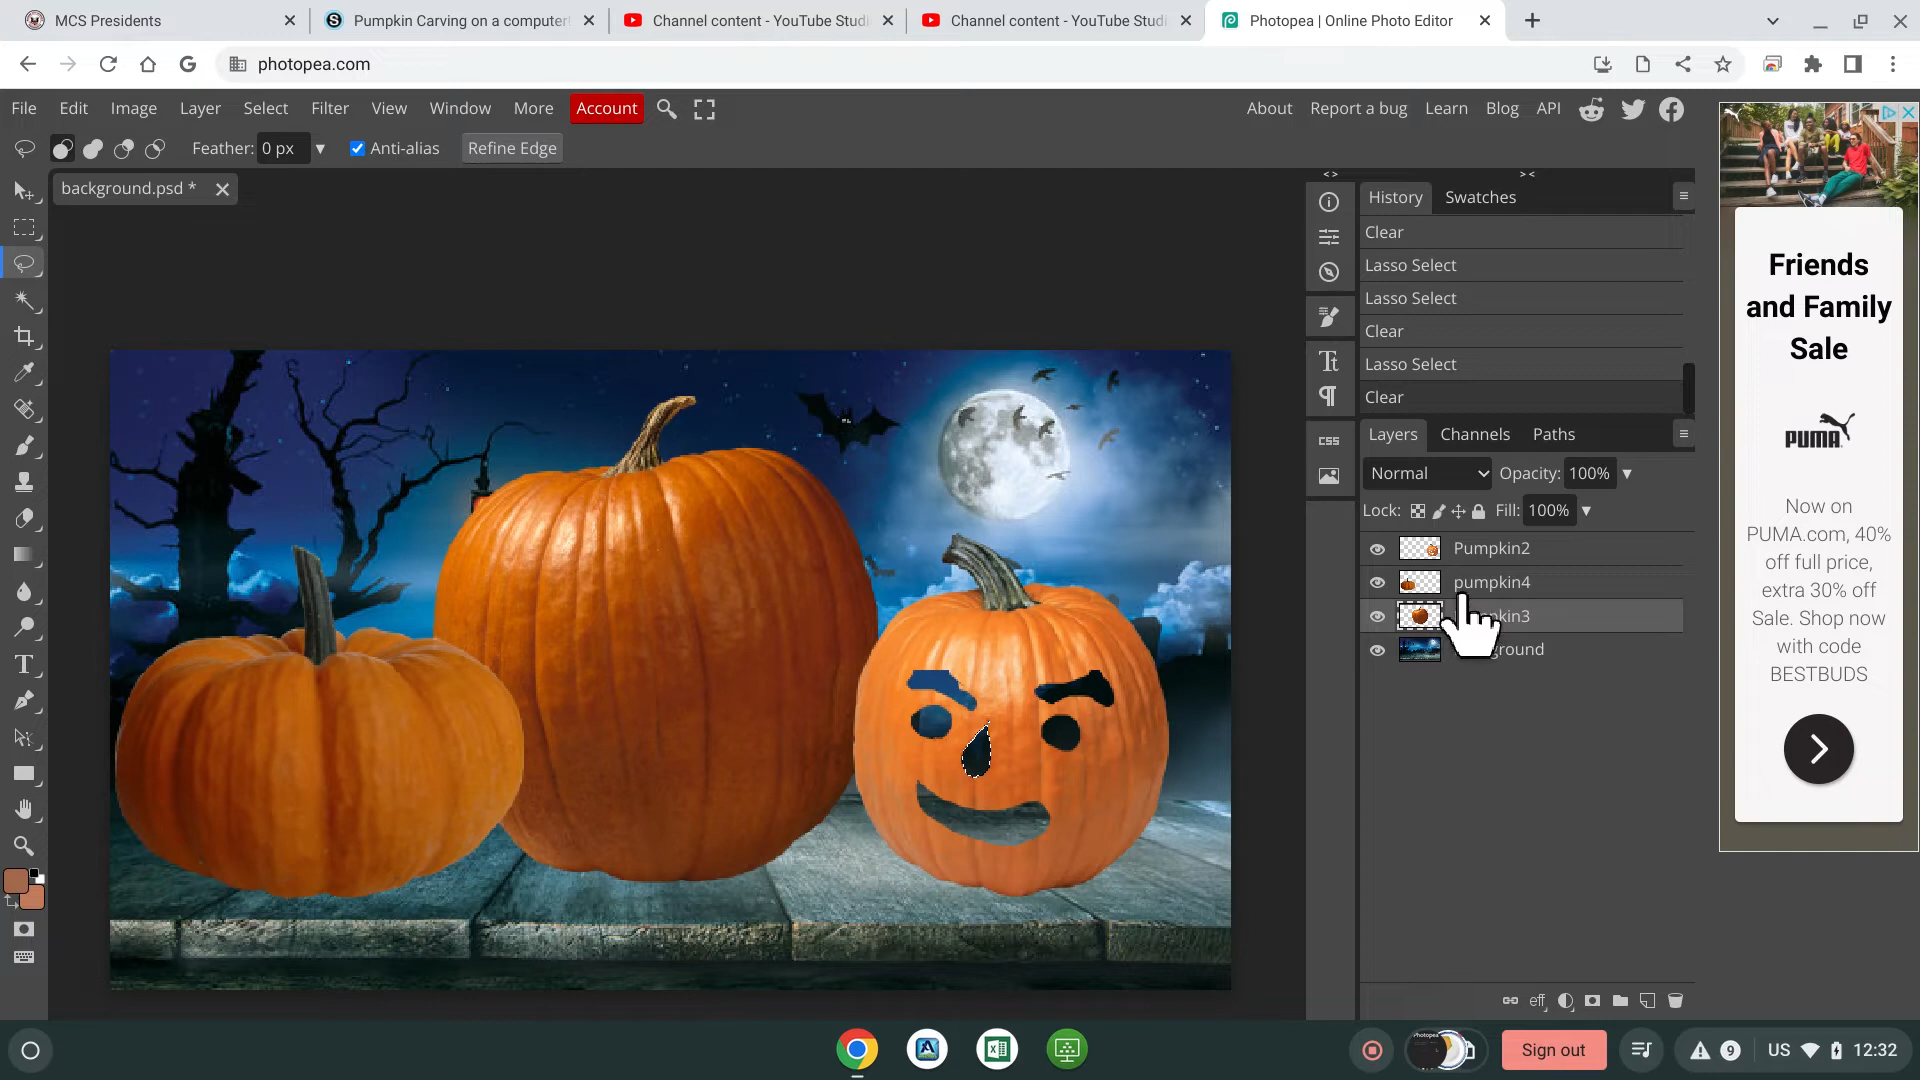 MCS Presidents
Pumpkin Carving on a computer
Channel content - YouTube Studi
Channel content - YouTube Studi
Photopea | Online Photo Editor
photopea.com
File Edit Image Layer Select Filter View Window More Account
About Report a bug Learn Blog API
Feather: 0 px Anti-alias Refine Edge
background.psd *
History Swatches
Clear
Lasso Select
Lasso Select
Clear
Lasso Select
Clear
Layers Channels Paths
Normal Opacity: 100%
Lock: Fill: 100%
Pumpkin2
pumpkin4
CSS
eff
Friends
and Family
Sale
PUMA
Now on
PUMA.com, 40%
off full price,
extra 30% off
Sale. Shop now
with code
BESTBUDS
Sign out
9
US
12:32